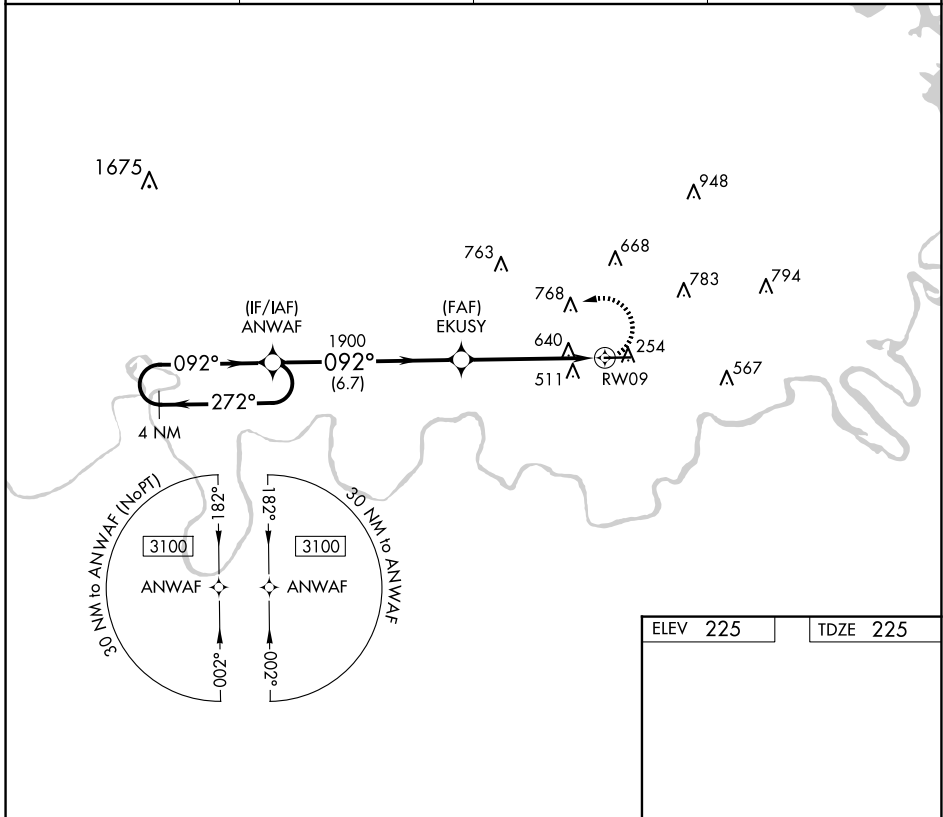 1675
948
763
668
783
794
768
(IF/IAF)
ANWAF
(FAF)
EKUSY
1900
092°
092°
(6.7)
640
254
511
RW09
567
272°
4 NM
30 NM to ANWAF (NoPT)
182°
182°
30 NM to ANWAF
3100
3100
ANWAF
ANWAF
002°
002°
ELEV 225
TDZE 225